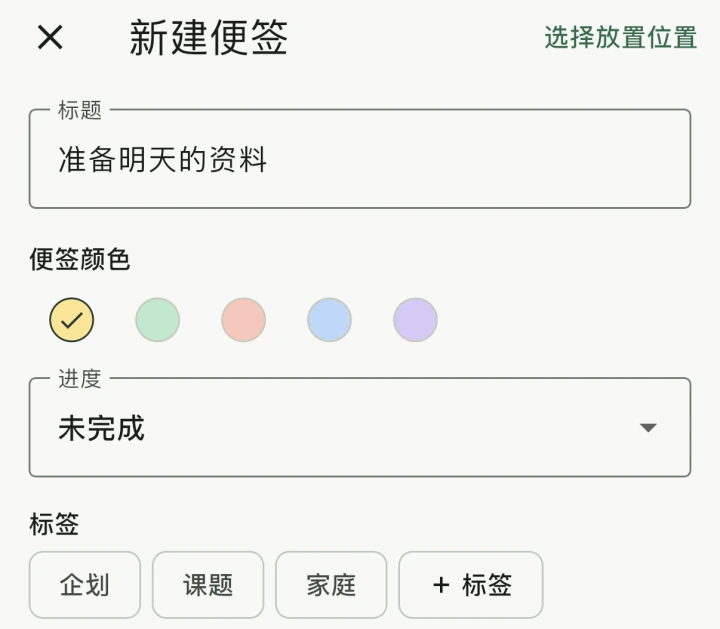 新建便签
选择放置位置
标题
准备明天的资料
便签颜色
进度
未完成
标签
企划
课题
家庭
+ 标签